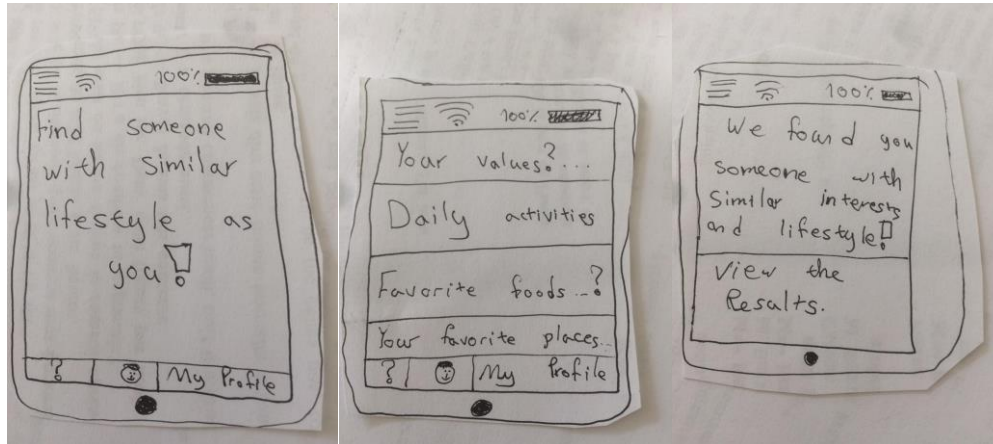 100%
Find someone
with similar
lifestyle as
you!
? My Profile
100%
Your values?...
Daily activities
Favorite foods...?
Your favorite places...
? My Profile
100%
We found you
someone with
Similar interests
and lifestyle!
View the
Results.